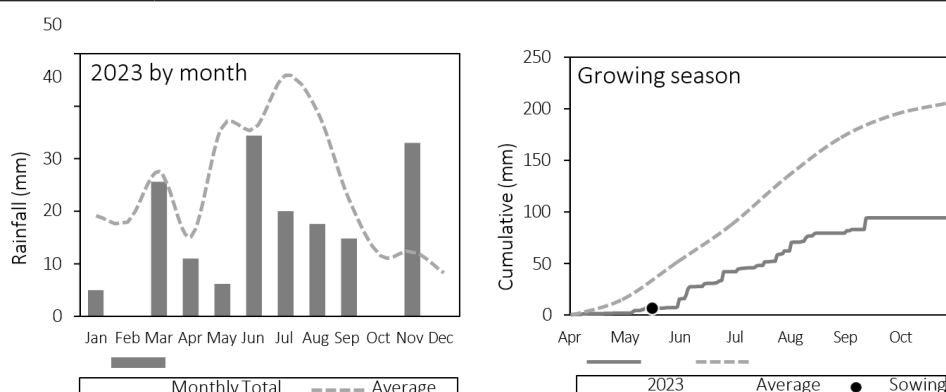 50
2023 by month
40
30
20
10
0
Rainfall (mm)
Jan Feb Mar Apr May Jun Jul Aug Sep Oct Nov Dec
Monthly Total Average
250
Growing season
200
150
100
50
0
Cumulative (mm)
Apr May Jun Jul Aug Sep Oct
2023 Average Sowing